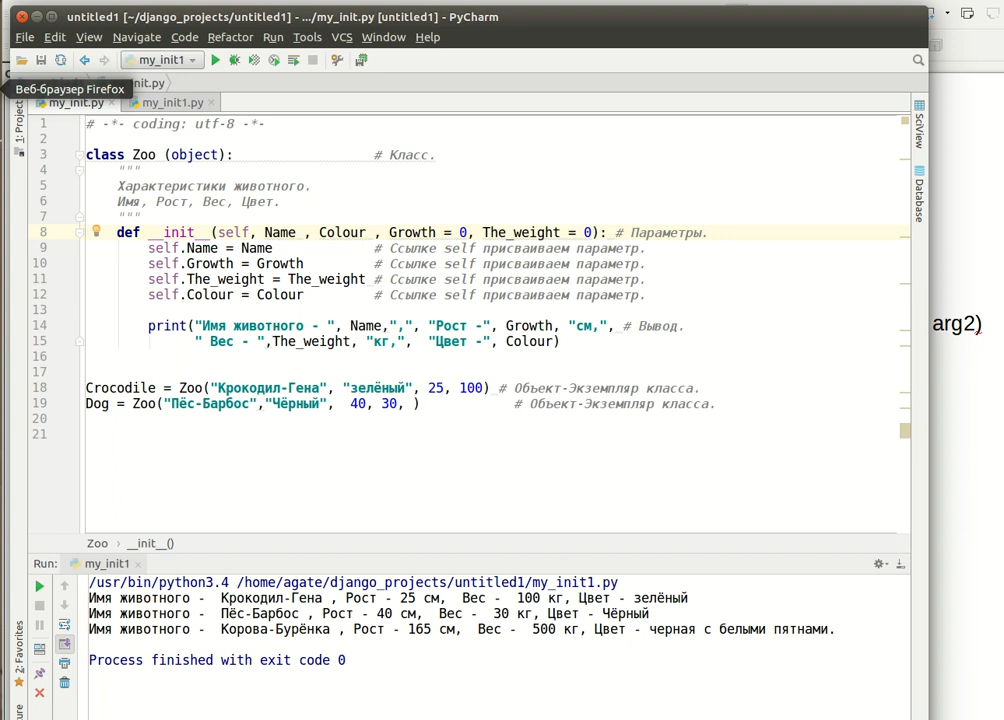 untitled1 [~/django_projects/untitled1] - .../my_init.py [untitled1] - PyCharm
File Edit View Navigate Code Refactor Run Tools VCS Window Help
my_init1
Веб-браузер Firefox
init.py
my_init.py my_init1.py
1: Project
SciView
Database
1 # -*- coding: utf-8 -*-
2
3 class Zoo (object): # Класс.
4 """
5 Характеристики животного.
6 Имя, Рост, Вес, Цвет.
7 """
8 def __init__(self, Name , Colour , Growth = 0, The_weight = 0): # Параметры.
9 self.Name = Name # Ссылке self присваиваем параметр.
10 self.Growth = Growth # Ссылке self присваиваем параметр.
11 self.The_weight = The_weight # Ссылке self присваиваем параметр.
12 self.Colour = Colour # Ссылке self присваиваем параметр.
13
14 print("Имя животного - ", Name,",", "Рост -", Growth, "см,", # Вывод.
15 " Вес - ",The_weight, "кг,", "Цвет -", Colour)
16
17
18 Crocodile = Zoo("Крокодил-Гена", "зелёный", 25, 100) # Объект-Экземпляр класса.
19 Dog = Zoo("Пёс-Барбос","Чёрный", 40, 30, ) # Объект-Экземпляр класса.
20
21
arg2)
Zoo › __init__()
Run: my_init1
/usr/bin/python3.4 /home/agate/django_projects/untitled1/my_init1.py
Имя животного - Крокодил-Гена , Рост - 25 см, Вес - 100 кг, Цвет - зелёный
Имя животного - Пёс-Барбос , Рост - 40 см, Вес - 30 кг, Цвет - Чёрный
Имя животного - Корова-Бурёнка , Рост - 165 см, Вес - 500 кг, Цвет - черная с белыми пятнами.
Process finished with exit code 0
2: Favorites